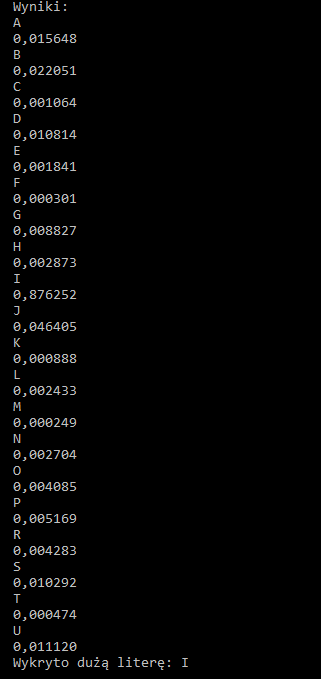 Wyniki:
A
0,015648
B
0,022051
C
0,001064
D
0,010814
E
0,001841
F
0,000301
G
0,008827
H
0,002873
I
0,876252
J
0,046405
K
0,000888
L
0,002433
M
0,000249
N
0,002704
O
0,004085
P
0,005169
R
0,004283
S
0,010292
T
0,000474
U
0,011120
Wykryto dużą literę: I